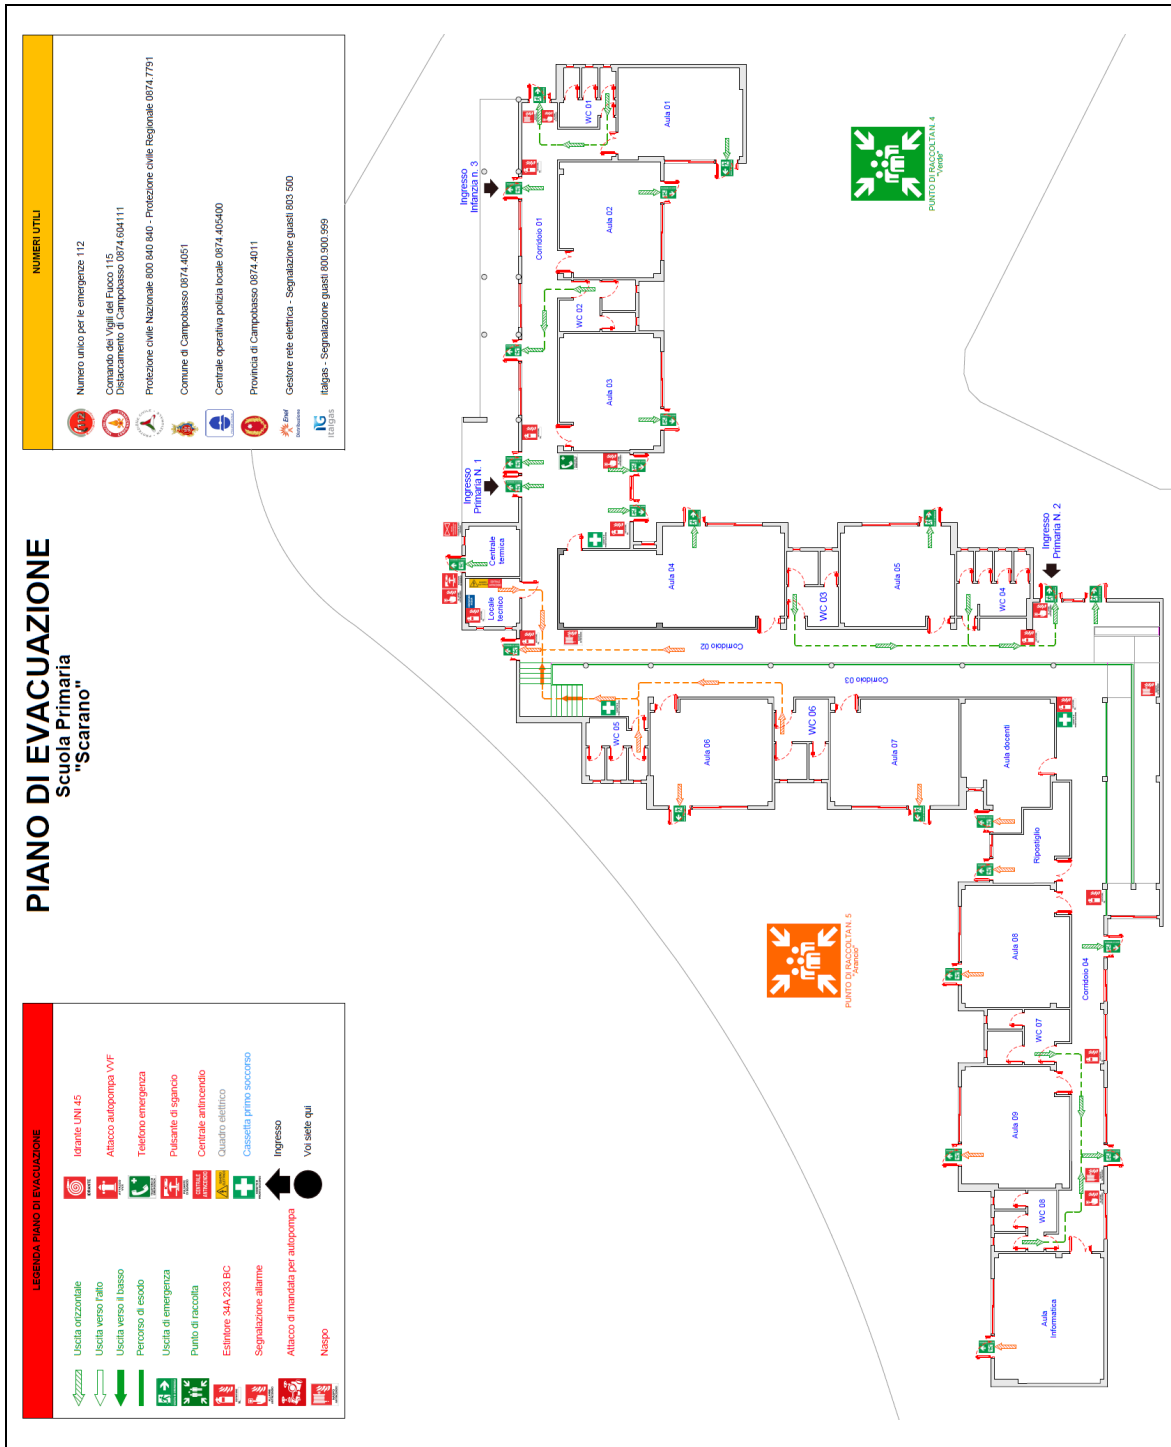 PIANO DI EVACUAZIONE
Scuola Primaria
"Scarano"
NUMERI UTILI
Numero unico per le emergenze 112
Comando dei Vigili del Fuoco 115
Distaccamento di Campobasso 0874.604111
Protezione civile Nazionale 800 840 840 - Protezione civile Regionale 0874.7791
Comune di Campobasso 0874.4051
Centrale operativa polizia locale 0874.405400
Provincia di Campobasso 0874.4011
Gestore rete elettrica - Segnalazione guasti 803 500
Italgas - Segnalazione guasti 800.900.999
LEGENDA PIANO DI EVACUAZIONE
Uscita orizzontale
Uscita verso l'alto
Uscita verso il basso
Percorso di esodo
Uscita di emergenza
Punto di raccolta
Estintore 34A 233 BC
Segnalazione allarme
Attacco di mandata per autopompa
Naspo
Idrante UNI 45
Attacco autopompa VVF
Telefono emergenza
Pulsante di sgancio
Centrale antincendio
Quadro elettrico
Cassetta primo soccorso
Ingresso
Voi siete qui
Ingresso
Infanzia n. 3
Ingresso
Primaria N. 1
Ingresso
Primaria N. 2
WC 01
Aula 01
Corridoio 01
Aula 02
WC 02
Aula 03
Centrale
termica
Locale
tecnico
Aula 04
WC 03
Aula 05
WC 04
Corridoio 02
Corridoio 03
WC 05
Aula 06
WC 06
Aula 07
Aula docenti
Ripostiglio
Aula 08
Corridoio 04
WC 07
Aula 09
WC 08
Aula
Informatica
PUNTO DI RACCOLTA N. 4
"Verde"
PUNTO DI RACCOLTA N. 5
"Arancio"